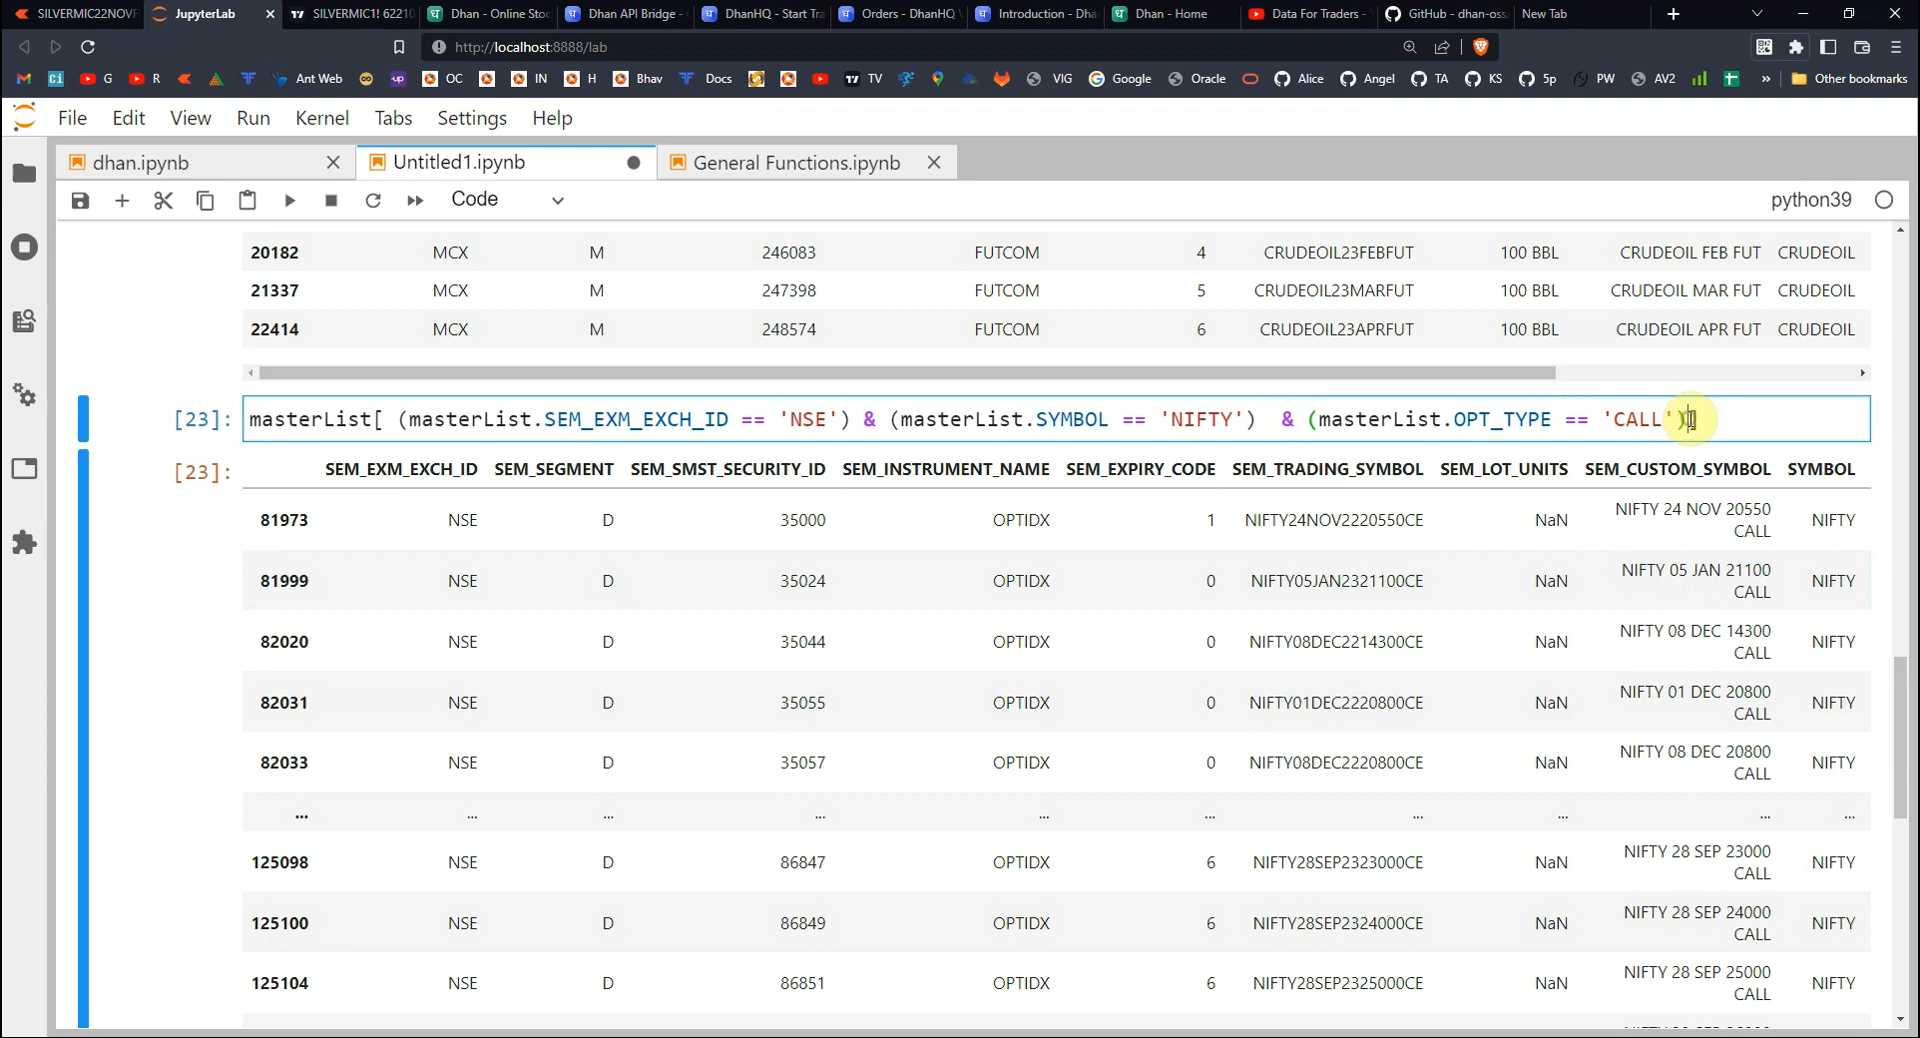 SILVERMIC22NOVF JupyterLab SILVERMIC1! 6221 Dhan - Online Stoc Dhan API Bridge - DhanHQ - Start Tra Orders - DhanHQ Introduction - Dha Dhan - Home Data For Traders - GitHub - dhan-oss New Tab
http://localhost:8888/lab
Ci G R Ant Web up OC IN H Bhav Docs TV VIG Google Oracle Alice Angel TA KS 5p PW AV2 » Other bookmarks
File Edit View Run Kernel Tabs Settings Help
dhan.ipynb Untitled1.ipynb General Functions.ipynb
Code python39
20182 MCX M 246083 FUTCOM 4 CRUDEOIL23FEBFUT 100 BBL CRUDEOIL FEB FUT CRUDEOIL
21337 MCX M 247398 FUTCOM 5 CRUDEOIL23MARFUT 100 BBL CRUDEOIL MAR FUT CRUDEOIL
22414 MCX M 248574 FUTCOM 6 CRUDEOIL23APRFUT 100 BBL CRUDEOIL APR FUT CRUDEOIL
[23]: masterList[ (masterList.SEM_EXM_EXCH_ID == 'NSE') & (masterList.SYMBOL == 'NIFTY')  & (masterList.OPT_TYPE == 'CALL')]
[23]: SEM_EXM_EXCH_ID SEM_SEGMENT SEM_SMST_SECURITY_ID SEM_INSTRUMENT_NAME SEM_EXPIRY_CODE SEM_TRADING_SYMBOL SEM_LOT_UNITS SEM_CUSTOM_SYMBOL SYMBOL
81973 NSE D 35000 OPTIDX 1 NIFTY24NOV2220550CE NaN NIFTY 24 NOV 20550 CALL NIFTY
81999 NSE D 35024 OPTIDX 0 NIFTY05JAN2321100CE NaN NIFTY 05 JAN 21100 CALL NIFTY
82020 NSE D 35044 OPTIDX 0 NIFTY08DEC2214300CE NaN NIFTY 08 DEC 14300 CALL NIFTY
82031 NSE D 35055 OPTIDX 0 NIFTY01DEC2220800CE NaN NIFTY 01 DEC 20800 CALL NIFTY
82033 NSE D 35057 OPTIDX 0 NIFTY08DEC2220800CE NaN NIFTY 08 DEC 20800 CALL NIFTY
... ... ... ... ... ... ... ... ... ...
125098 NSE D 86847 OPTIDX 6 NIFTY28SEP2323000CE NaN NIFTY 28 SEP 23000 CALL NIFTY
125100 NSE D 86849 OPTIDX 6 NIFTY28SEP2324000CE NaN NIFTY 28 SEP 24000 CALL NIFTY
125104 NSE D 86851 OPTIDX 6 NIFTY28SEP2325000CE NaN NIFTY 28 SEP 25000 CALL NIFTY